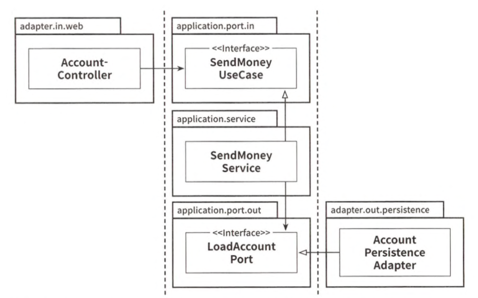 adapter.in.web
Account-
Controller
application.port.in
<<Interface>>
SendMoney
UseCase
application.service
SendMoney
Service
application.port.out
<<Interface>>
LoadAccount
Port
adapter.out.persistence
Account
Persistence
Adapter